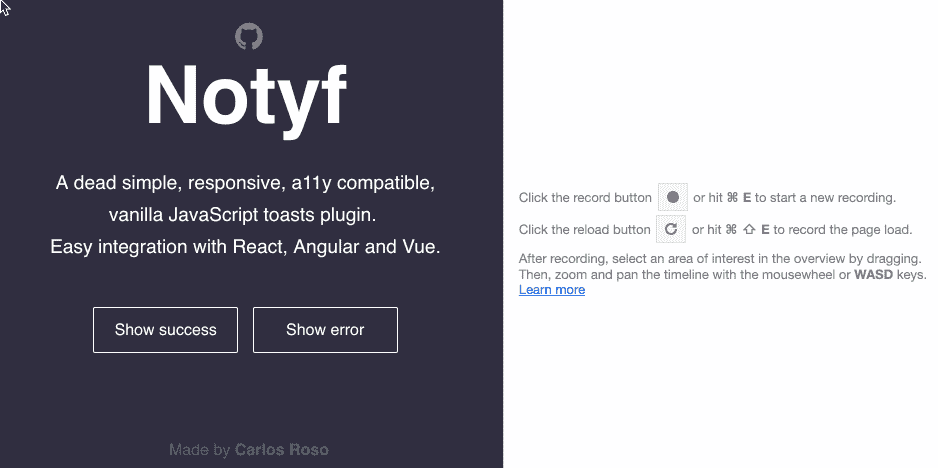 Notyf
A dead simple, responsive, a11y compatible,
vanilla JavaScript toasts plugin.
Easy integration with React, Angular and Vue.
Show success
Show error
Made by Carlos Roso
Click the record button or hit ⌘ E to start a new recording.
Click the reload button or hit ⌘ ⇧ E to record the page load.
After recording, select an area of interest in the overview by dragging.
Then, zoom and pan the timeline with the mousewheel or WASD keys.
Learn more